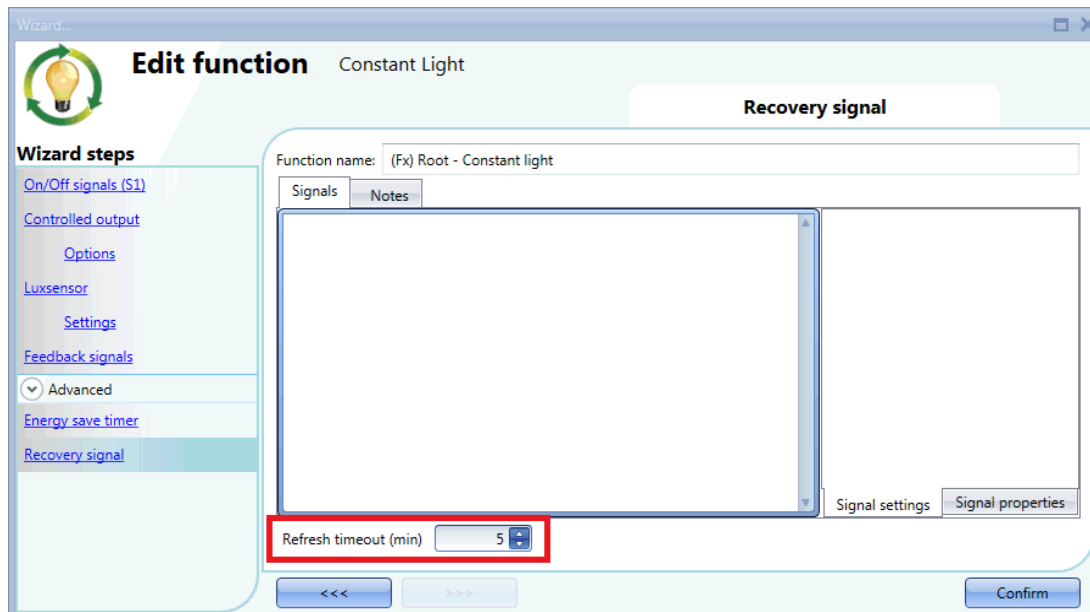 Wizard...
Edit function Constant Light
Recovery signal
Wizard steps
On/Off signals (S1)
Controlled output
Options
Luxsensor
Settings
Feedback signals
Advanced
Energy save timer
Recovery signal
Function name: (Fx) Root - Constant light
Signals Notes
Signal settings Signal properties
Refresh timeout (min) 5
<<< >>> Confirm